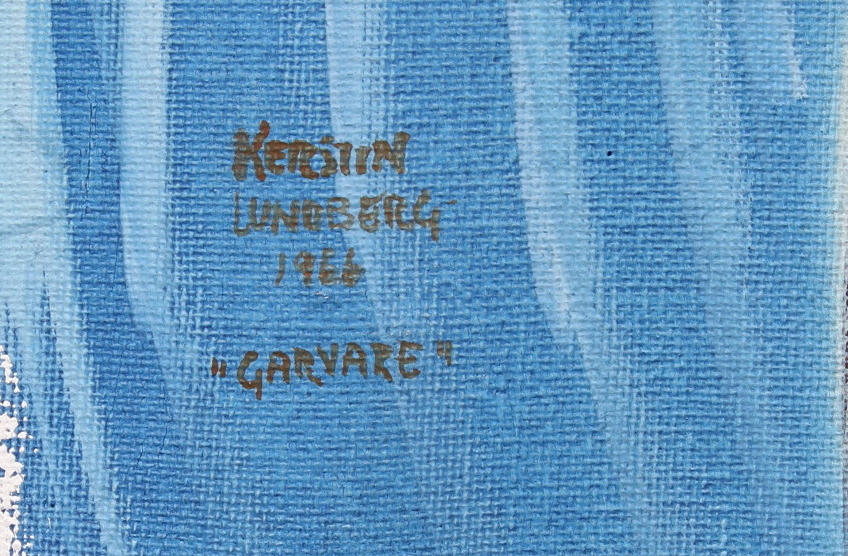 KERSTIN
LUNDBERG
1966
"GARVARE"